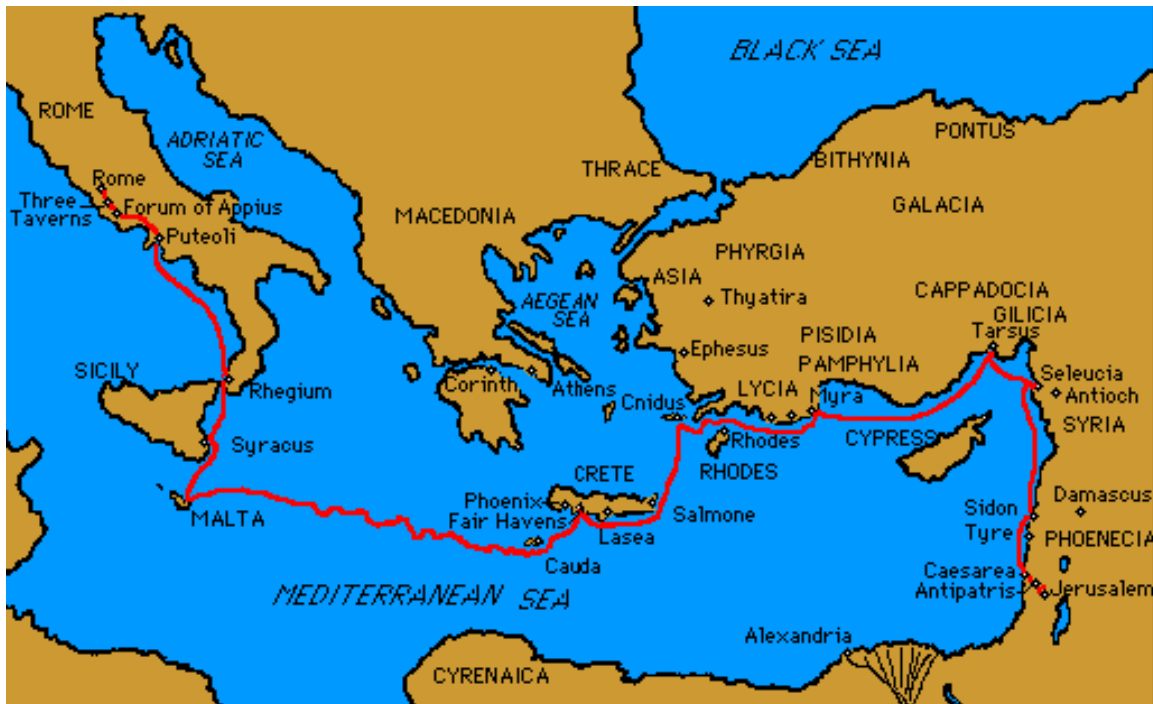 BLACK SEA
ROME
ADRIATIC
SEA
PONTUS
BITHYNIA
THRACE
Rome
Three
Taverns
Forum of Appius
GALACIA
MACEDONIA
Puteoli
PHYRGIA
ASIA
Thyatira
AEGEAN
SEA
CAPPADOCIA
GILICIA
Tarsus
PISIDIA
Ephesus
PAMPHYLIA
SICILY
Rhegium
Corinth
Athens
LYCIA
Myra
Seleucia
Antioch
Cnidus
SYRIA
Syracus
Rhodes
CYPRESS
RHODES
CRETE
Phoenix
Fair Havens
Lasea
Salmone
Damascus
MALTA
Sidon
Tyre
PHOENECIA
Cauda
Caesarea
Antipatris
Jerusalem
MEDITERRANEAN SEA
Alexandria
CYRENAICA